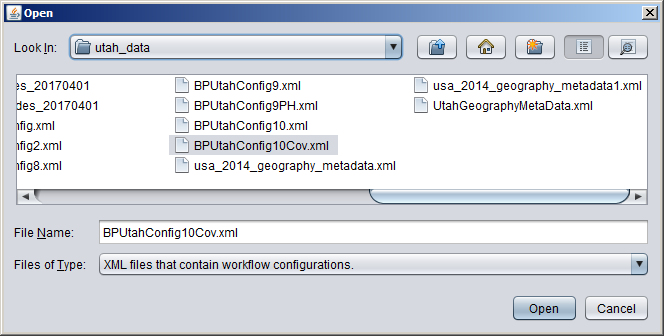 Open
Look In: utah_data
es_20170401
des_20170401
nfig.xml
nfig2.xml
nfig8.xml
BPUtahConfig9.xml
BPUtahConfig9PH.xml
BPUtahConfig10.xml
BPUtahConfig10Cov.xml
usa_2014_geography_metadata.xml
usa_2014_geography_metadata1.xml
UtahGeographyMetaData.xml
File Name: BPUtahConfig10Cov.xml
Files of Type: XML files that contain workflow configurations.
Open Cancel